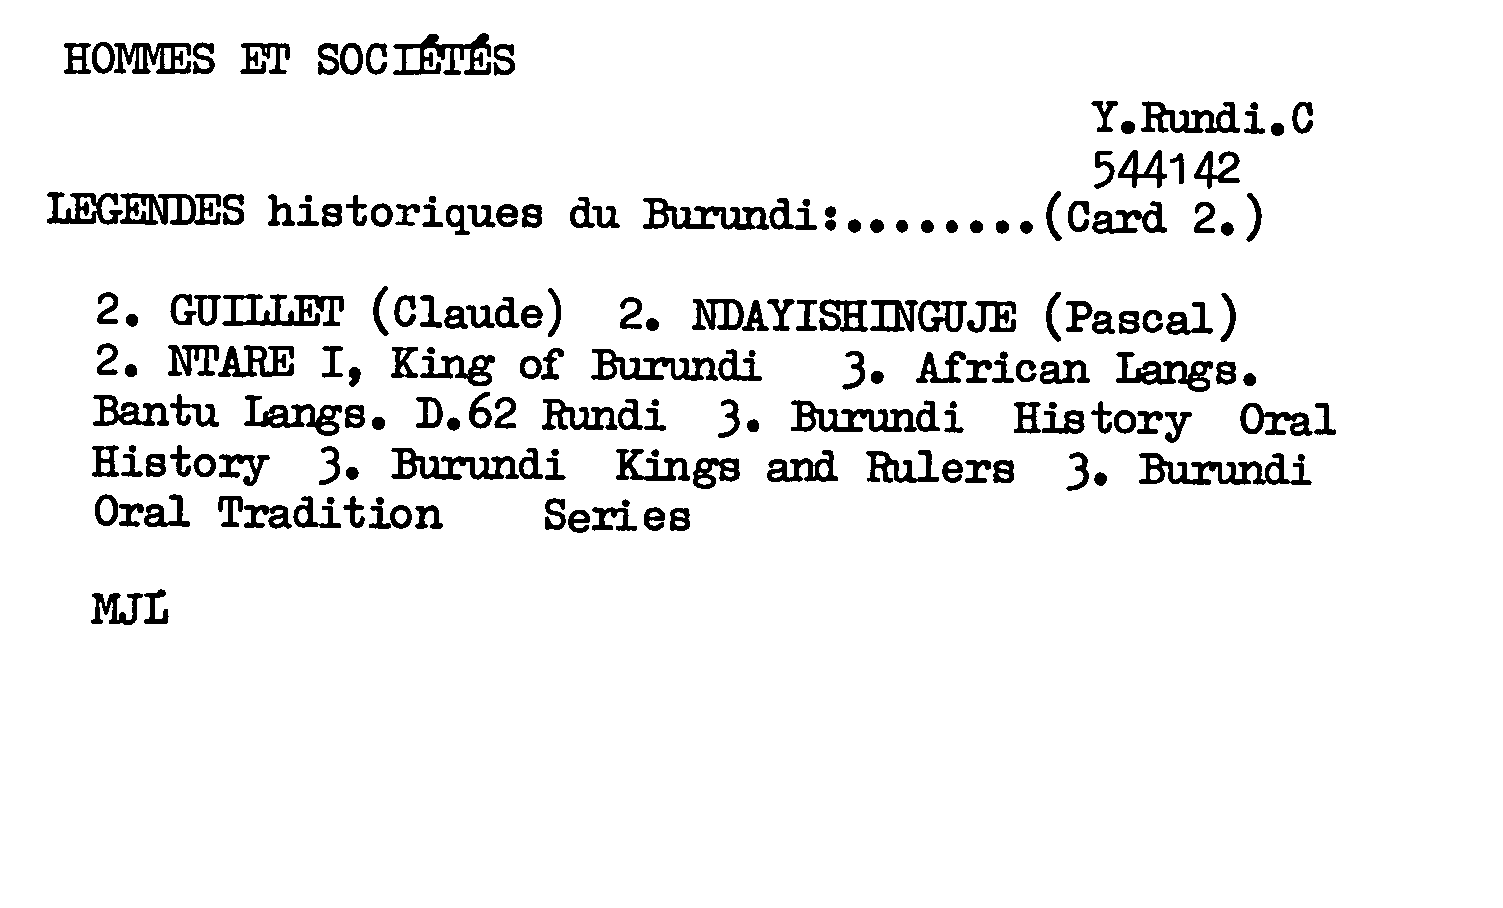 HOMMES ET SOCIÉTÉS
Y.Rundi.C
544142
LEGENDES historiques du Burundi:........(Card 2.)
2. GUILLET (Claude) 2. NDAYISHINGUJE (Pascal)
2. NTARE I, King of Burundi 3. African Langs.
Bantu Langs. D.62 Rundi 3. Burundi History Oral
History 3. Burundi Kings and Rulers 3. Burundi
Oral Tradition Series
MJL